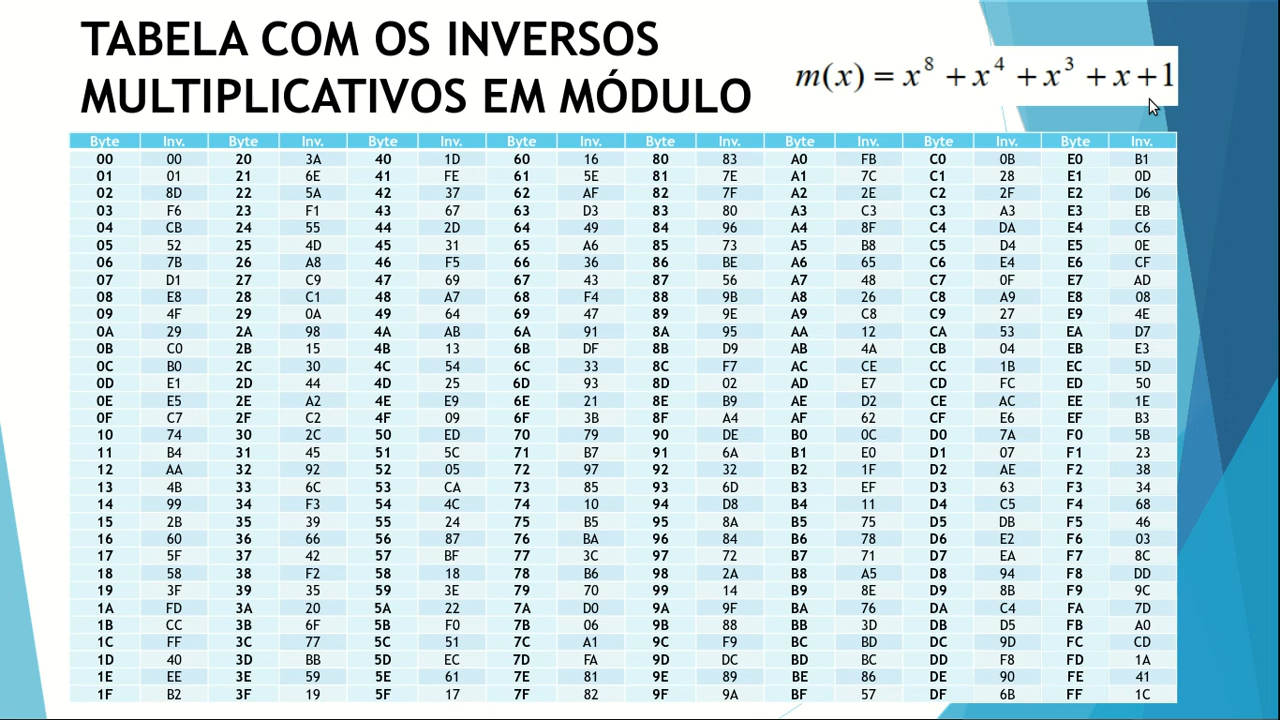 TABELA COM OS INVERSOS
MULTIPLICATIVOS EM MÓDULO
m(x) = x⁸ + x⁴ + x³ + x + 1
Byte Inv. Byte Inv. Byte Inv. Byte Inv. Byte Inv. Byte Inv. Byte Inv. Byte Inv.
00 00 20 3A 40 1D 60 16 80 83 A0 FB C0 0B E0 B1
01 01 21 6E 41 FE 61 5E 81 7E A1 7C C1 28 E1 0D
02 8D 22 5A 42 37 62 AF 82 7F A2 2E C2 2F E2 D6
03 F6 23 F1 43 67 63 D3 83 80 A3 C3 C3 A3 E3 EB
04 CB 24 55 44 2D 64 49 84 96 A4 8F C4 DA E4 C6
05 52 25 4D 45 31 65 A6 85 73 A5 B8 C5 D4 E5 0E
06 7B 26 A8 46 F5 66 36 86 BE A6 65 C6 E4 E6 CF
07 D1 27 C9 47 69 67 43 87 56 A7 48 C7 0F E7 AD
08 E8 28 C1 48 A7 68 F4 88 9B A8 26 C8 A9 E8 08
09 4F 29 0A 49 64 69 47 89 9E A9 C8 C9 27 E9 4E
0A 29 2A 98 4A AB 6A 91 8A 95 AA 12 CA 53 EA D7
0B C0 2B 15 4B 13 6B DF 8B D9 AB 4A CB 04 EB E3
0C B0 2C 30 4C 54 6C 33 8C F7 AC CE CC 1B EC 5D
0D E1 2D 44 4D 25 6D 93 8D 02 AD E7 CD FC ED 50
0E E5 2E A2 4E E9 6E 21 8E B9 AE D2 CE AC EE 1E
0F C7 2F C2 4F 09 6F 3B 8F A4 AF 62 CF E6 EF B3
10 74 30 2C 50 ED 70 79 90 DE B0 0C D0 7A F0 5B
11 B4 31 45 51 5C 71 B7 91 6A B1 E0 D1 07 F1 23
12 AA 32 92 52 05 72 97 92 32 B2 1F D2 AE F2 38
13 4B 33 6C 53 CA 73 85 93 6D B3 EF D3 63 F3 34
14 99 34 F3 54 4C 74 10 94 D8 B4 11 D4 C5 F4 68
15 2B 35 39 55 24 75 B5 95 8A B5 75 D5 DB F5 46
16 60 36 66 56 87 76 BA 96 84 B6 78 D6 E2 F6 03
17 5F 37 42 57 BF 77 3C 97 72 B7 71 D7 EA F7 8C
18 58 38 F2 58 18 78 B6 98 2A B8 A5 D8 94 F8 DD
19 3F 39 35 59 3E 79 70 99 14 B9 8E D9 8B F9 9C
1A FD 3A 20 5A 22 7A D0 9A 9F BA 76 DA C4 FA 7D
1B CC 3B 6F 5B F0 7B 06 9B 88 BB 3D DB D5 FB A0
1C FF 3C 77 5C 51 7C A1 9C F9 BC BD DC 9D FC CD
1D 40 3D BB 5D EC 7D FA 9D DC BD BC DD F8 FD 1A
1E EE 3E 59 5E 61 7E 81 9E 89 BE 86 DE 90 FE 41
1F B2 3F 19 5F 17 7F 82 9F 9A BF 57 DF 6B FF 1C